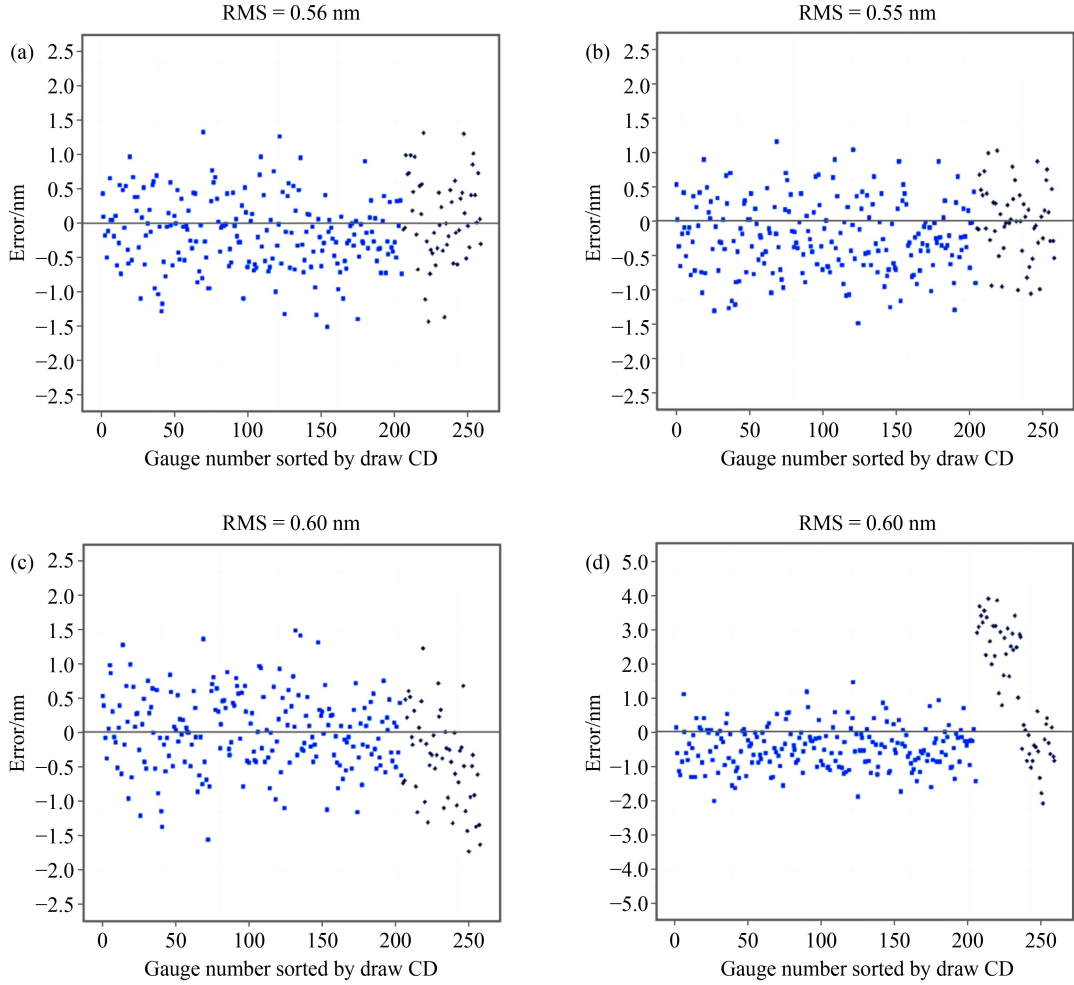 RMS = 0.56 nm
(a)
2.5
2.0
1.5
1.0
0.5
0
−0.5
−1.0
−1.5
−2.0
−2.5
Error/nm
0 50 100 150 200 250
Gauge number sorted by draw CD
RMS = 0.55 nm
(b)
2.5
2.0
1.5
1.0
0.5
0
−0.5
−1.0
−1.5
−2.0
−2.5
Error/nm
0 50 100 150 200 250
Gauge number sorted by draw CD
RMS = 0.60 nm
(c)
2.5
2.0
1.5
1.0
0.5
0
−0.5
−1.0
−1.5
−2.0
−2.5
Error/nm
0 50 100 150 200 250
Gauge number sorted by draw CD
RMS = 0.60 nm
(d)
5.0
4.0
3.0
2.0
1.0
0
−1.0
−2.0
−3.0
−4.0
−5.0
Error/nm
0 50 100 150 200 250
Gauge number sorted by draw CD